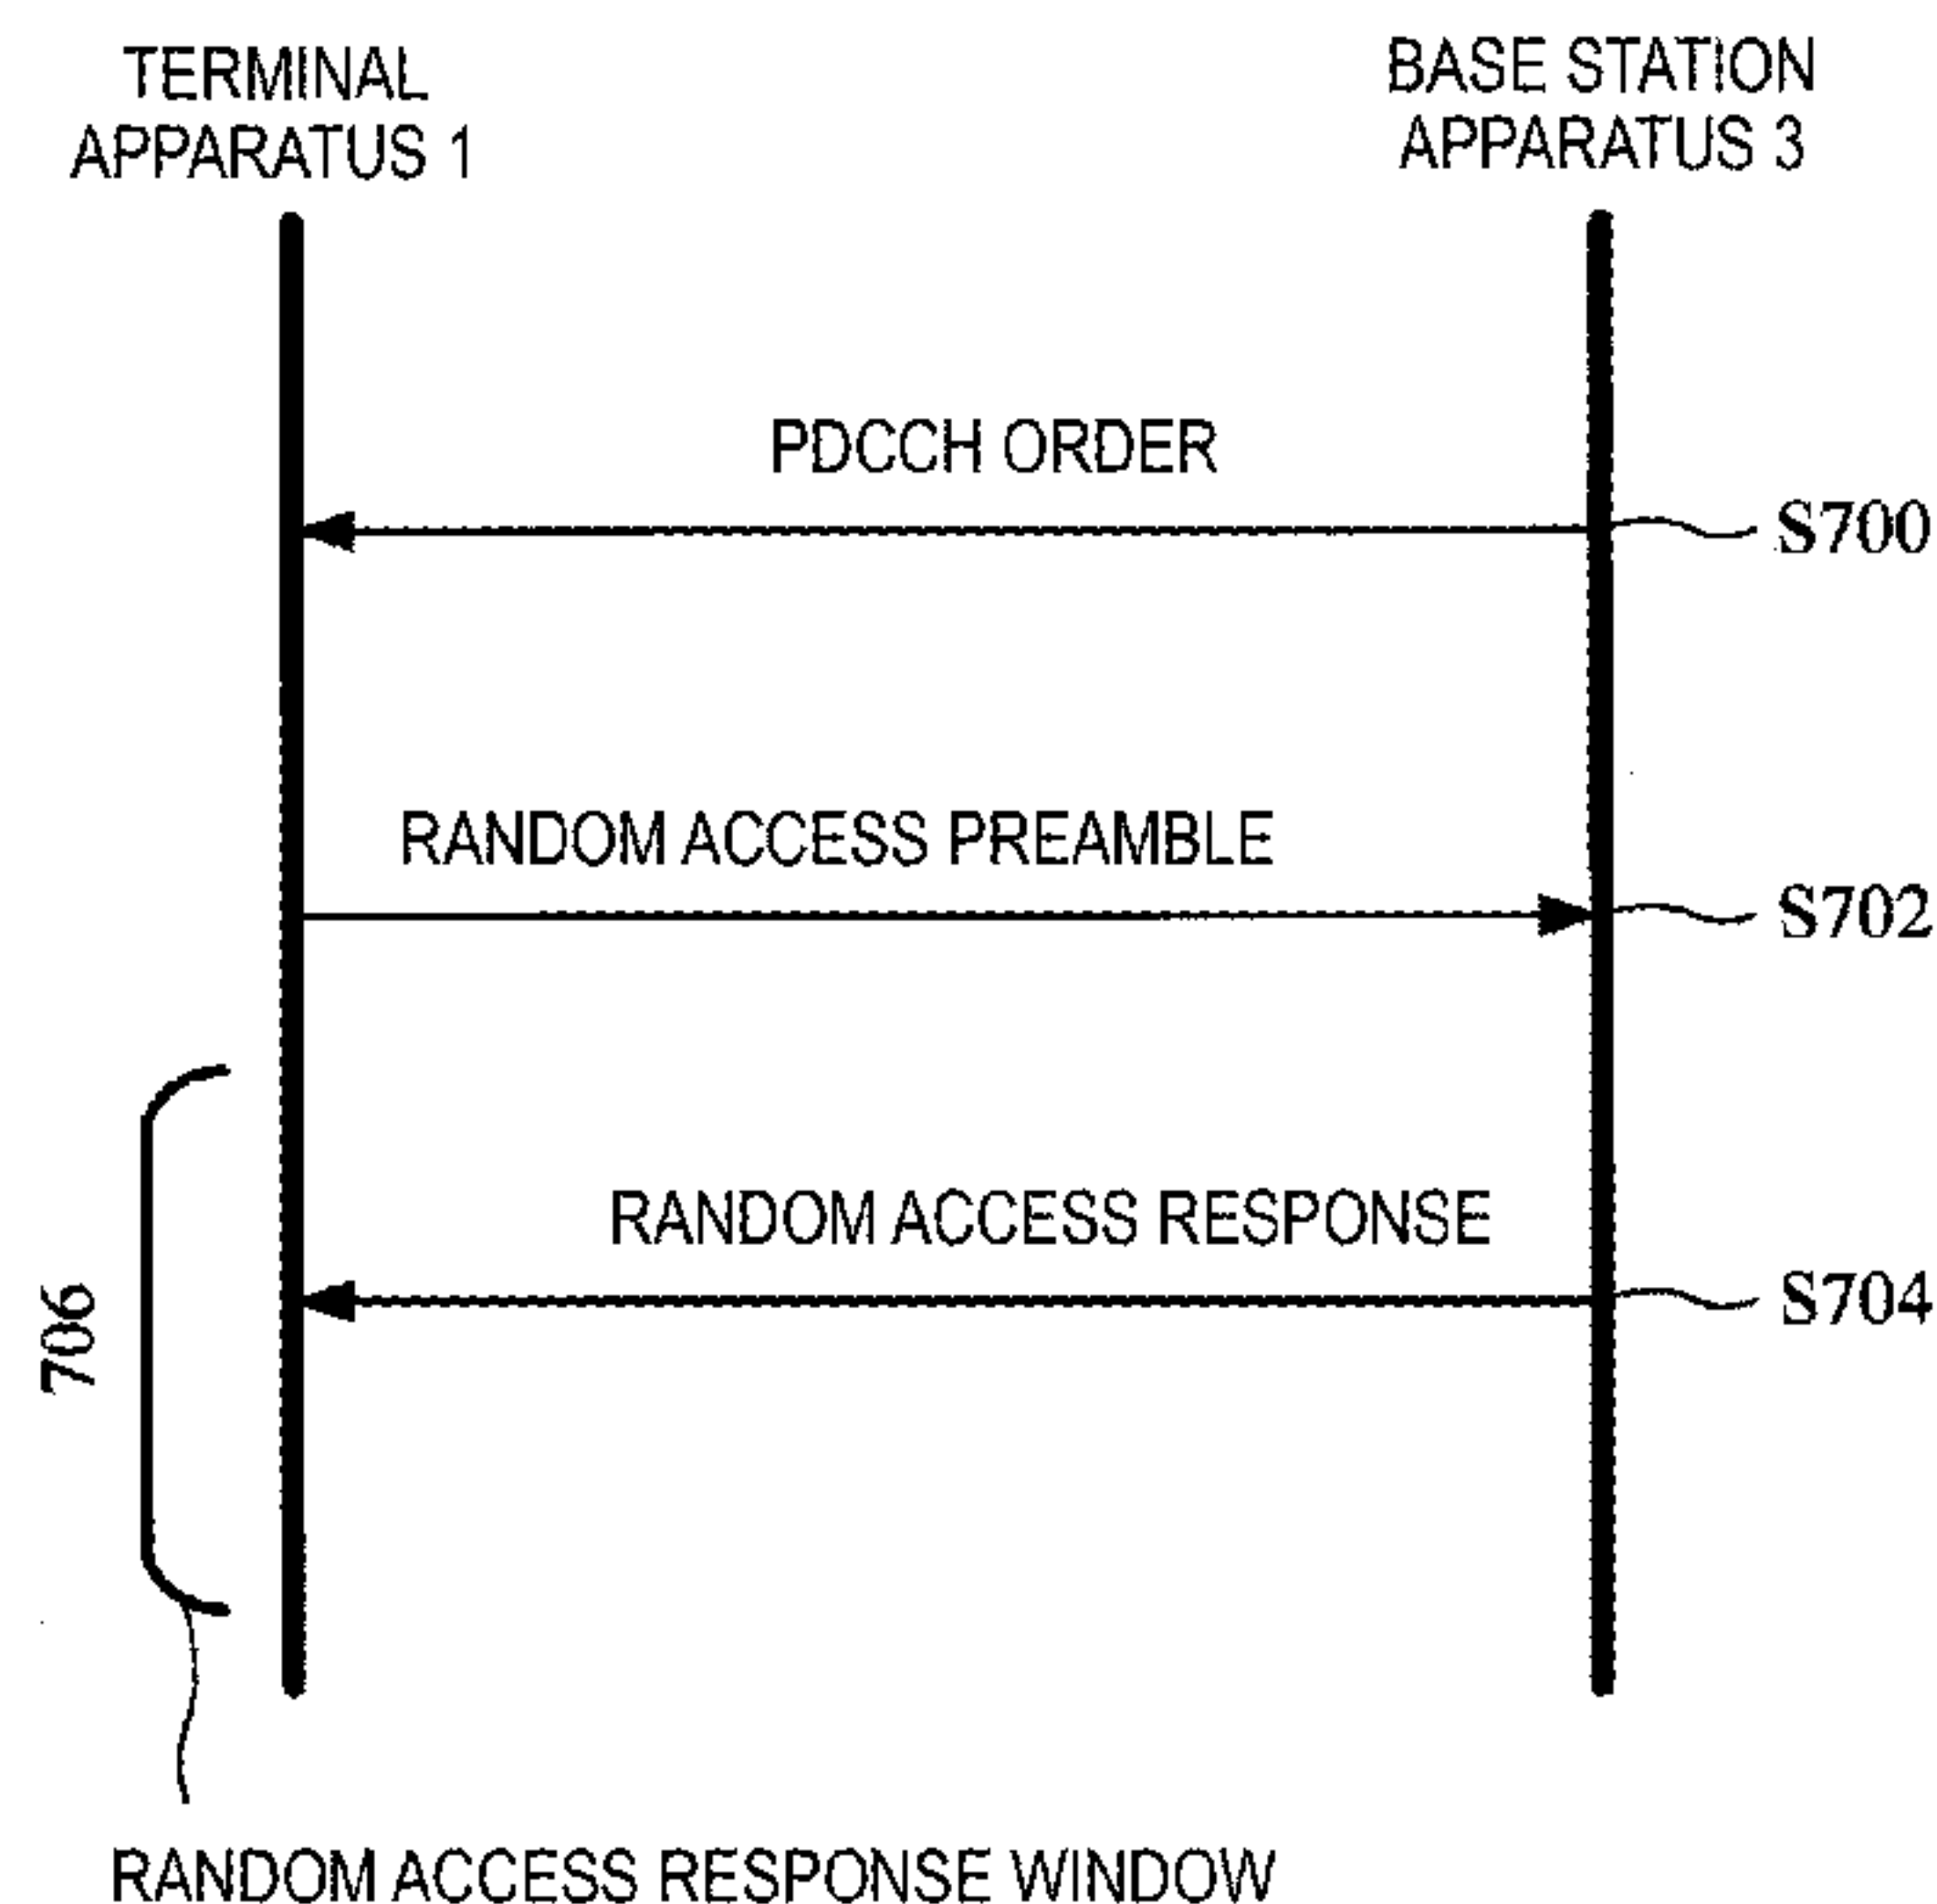 TERMINAL
APPARATUS 1
BASE STATION
APPARATUS 3
PDCCH ORDER
S700
RANDOM ACCESS PREAMBLE
S702
RANDOM ACCESS RESPONSE
S704
706
RANDOM ACCESS RESPONSE WINDOW